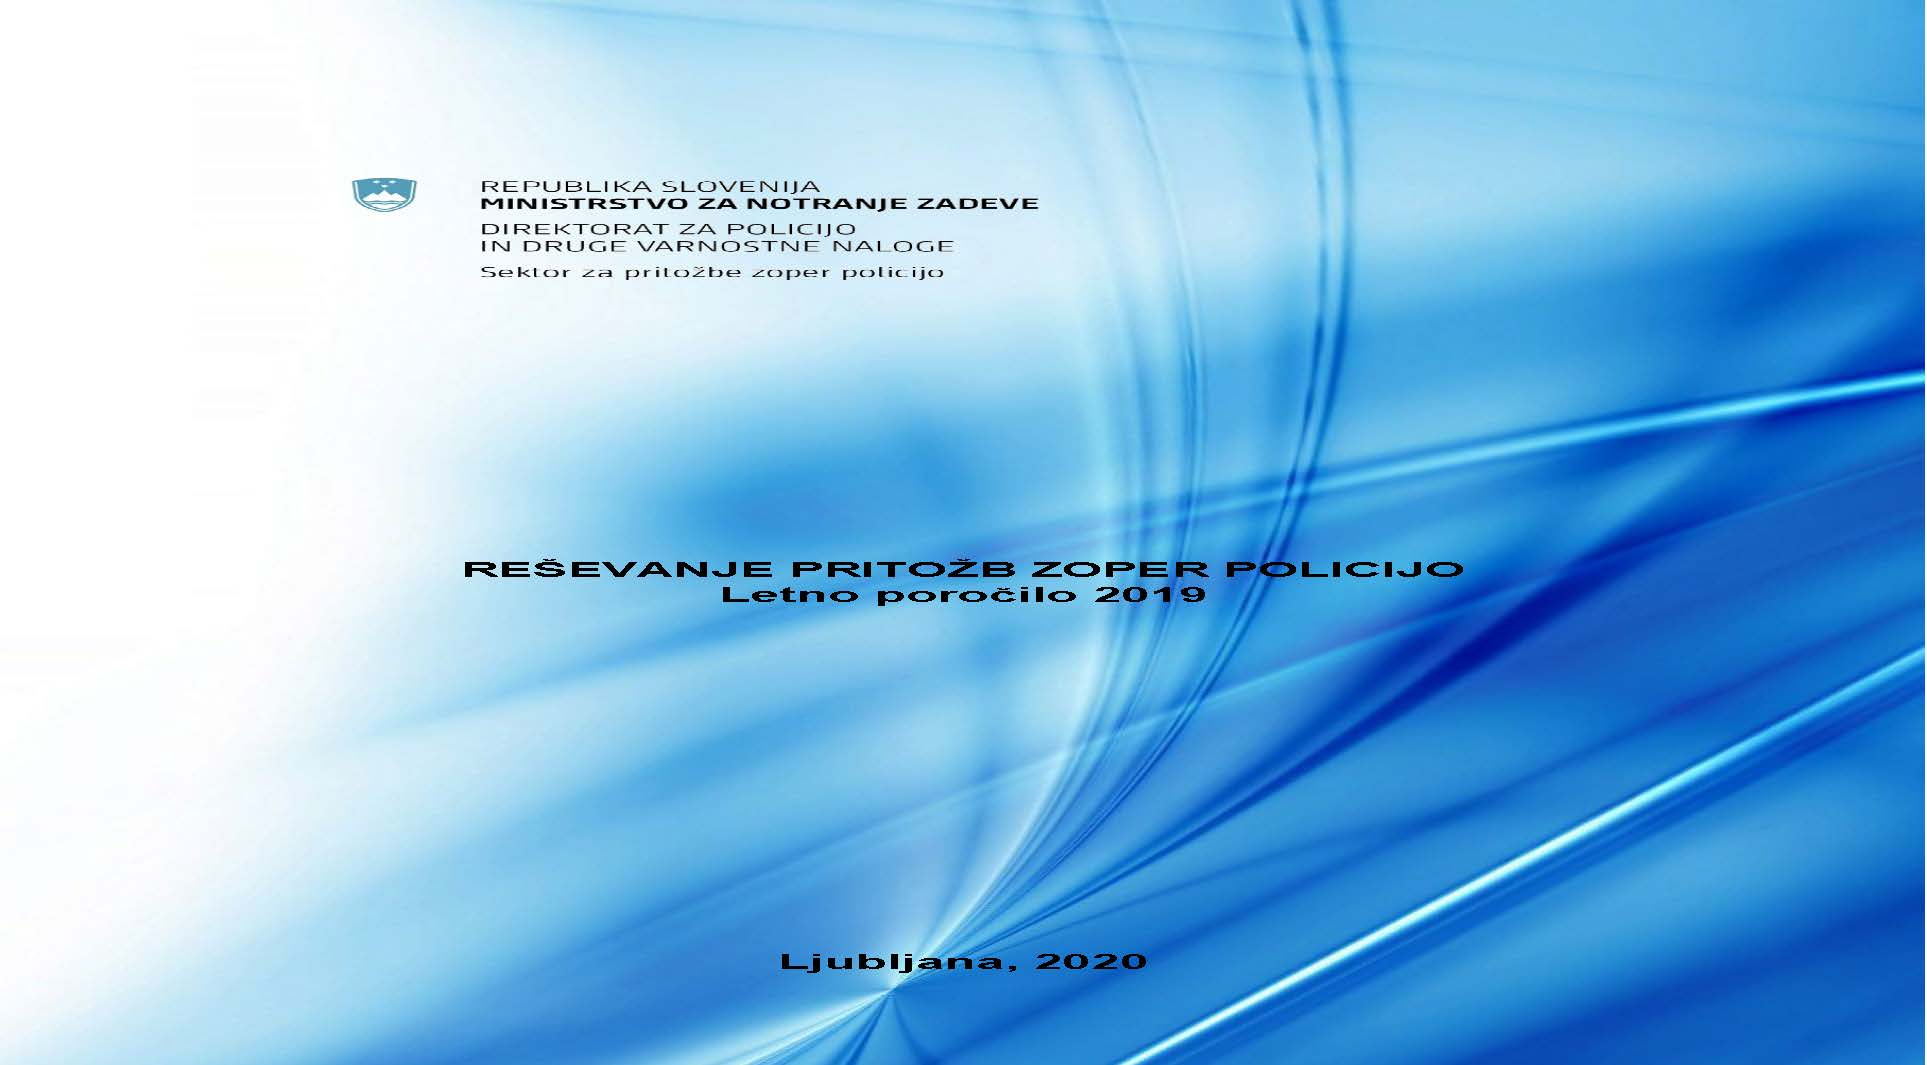 REPUBLIKA SLOVENIJA
MINISTRSTVO ZA NOTRANJE ZADEVE
DIREKTORAT ZA POLICIJO
IN DRUGE VARNOSTNE NALOGE
Sektor za pritožbe zoper policijo
REŠEVANJE PRITOŽB ZOPER POLICIJO
Letno poročilo 2019
Ljubljana, 2020